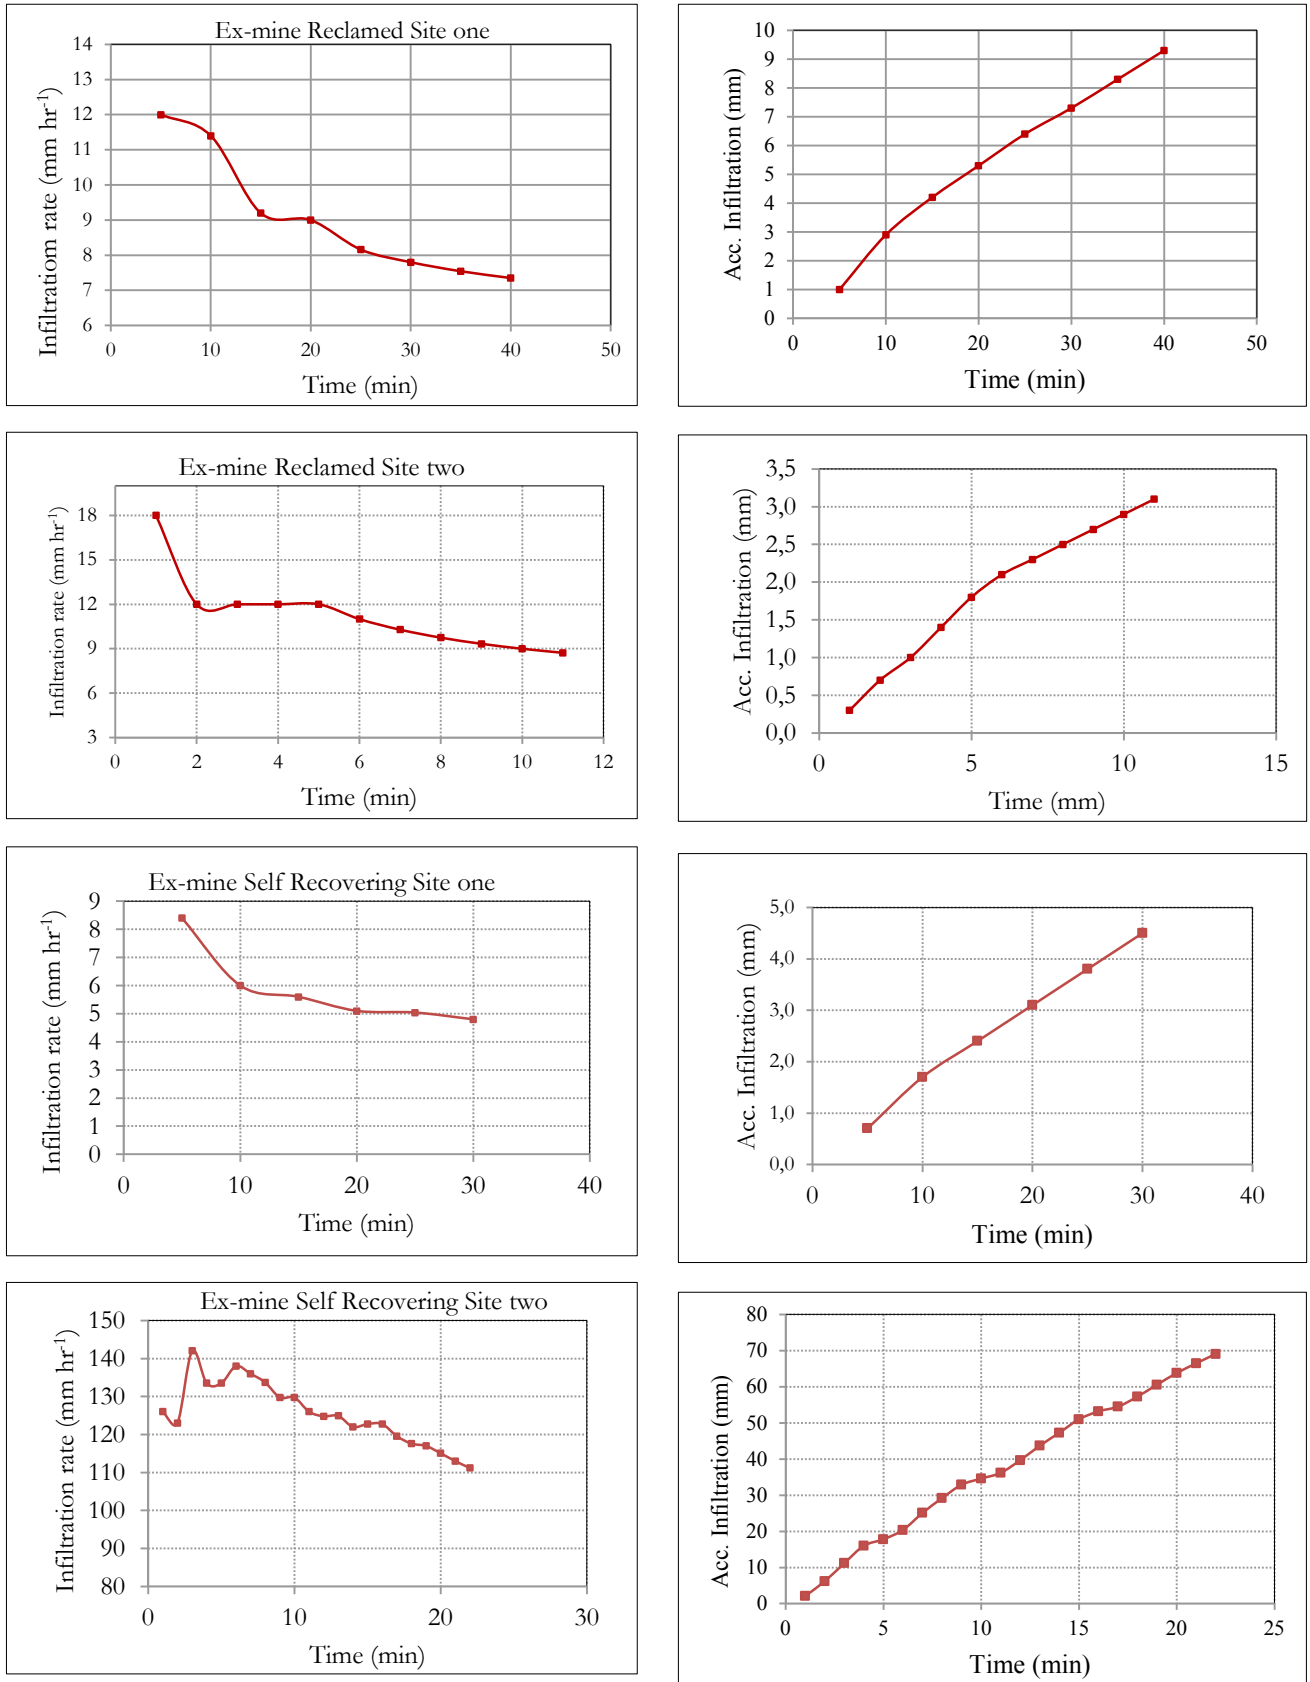 Ex-mine Reclamed Site one
Infiltratiom rate (mm hr-1)
14
13
12
11
10
9
8
7
6
0 10 20 30 40 50
Time (min)
Acc. Infiltration (mm)
10
9
8
7
6
5
4
3
2
1
0
0 10 20 30 40 50
Time (min)
Ex-mine Reclamed Site two
Infiltration rate (mm hr-1)
18
15
12
9
6
3
0 2 4 6 8 10 12
Time (min)
Acc. Infiltration (mm)
3,5
3,0
2,5
2,0
1,5
1,0
0,5
0,0
0 5 10 15
Time (mm)
Ex-mine Self Recovering Site one
Infiltration rate (mm hr-1)
9
8
7
6
5
4
3
2
1
0
0 10 20 30 40
Time (min)
Acc. Infiltration (mm)
5,0
4,0
3,0
2,0
1,0
0,0
0 10 20 30 40
Time (min)
Ex-mine Self Recovering Site two
Infiltration rate (mm hr-1)
150
140
130
120
110
100
90
80
0 10 20 30
Time (min)
Acc. Infiltration (mm)
80
70
60
50
40
30
20
10
0
0 5 10 15 20 25
Time (min)